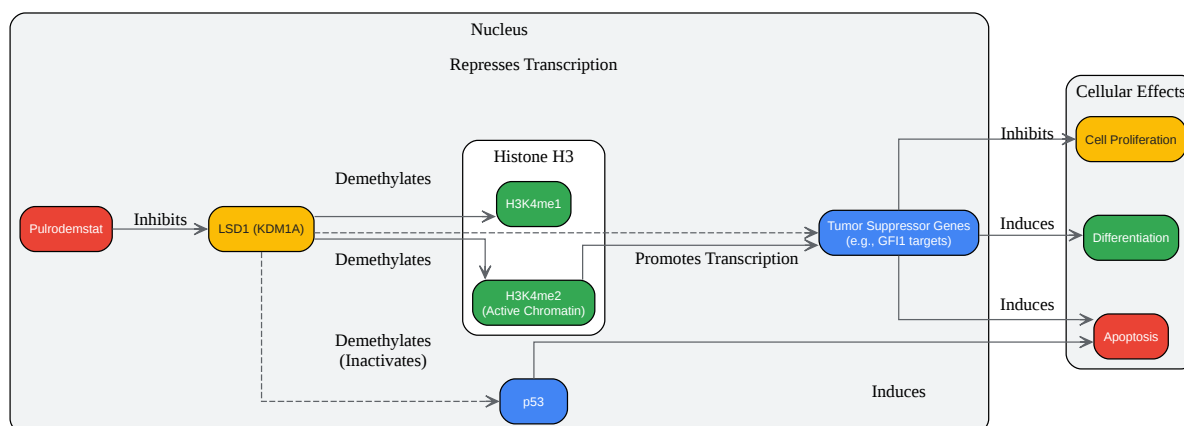 Nucleus
Represses Transcription
Cellular Effects
Inhibits
Cell Proliferation
Histone H3
Demethylates
H3K4me1
Pulrodemstat
Inhibits
LSD1 (KDM1A)
Tumor Suppressor Genes
(e.g., GFI1 targets)
Induces
Differentiation
Demethylates
Promotes Transcription
H3K4me2
(Active Chromatin)
Induces
Apoptosis
Demethylates
(Inactivates)
p53
Induces